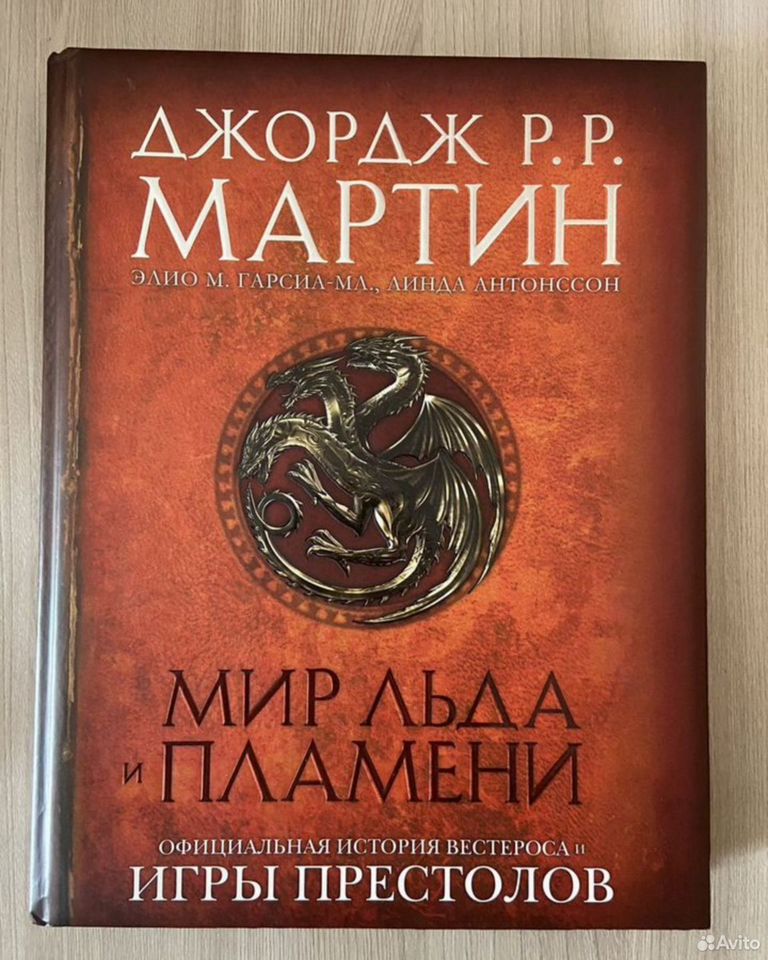 ДЖОРДЖ Р. Р.
МАРТИН
ЭЛИО М. ГАРСИА-МЛ., ЛИНДА АНТОНССОН
МИР ЛЬДА
И ПЛАМЕНИ
ОФИЦИАЛЬНАЯ ИСТОРИЯ ВЕСТЕРОСА И
ИГРЫ ПРЕСТОЛОВ
Avito